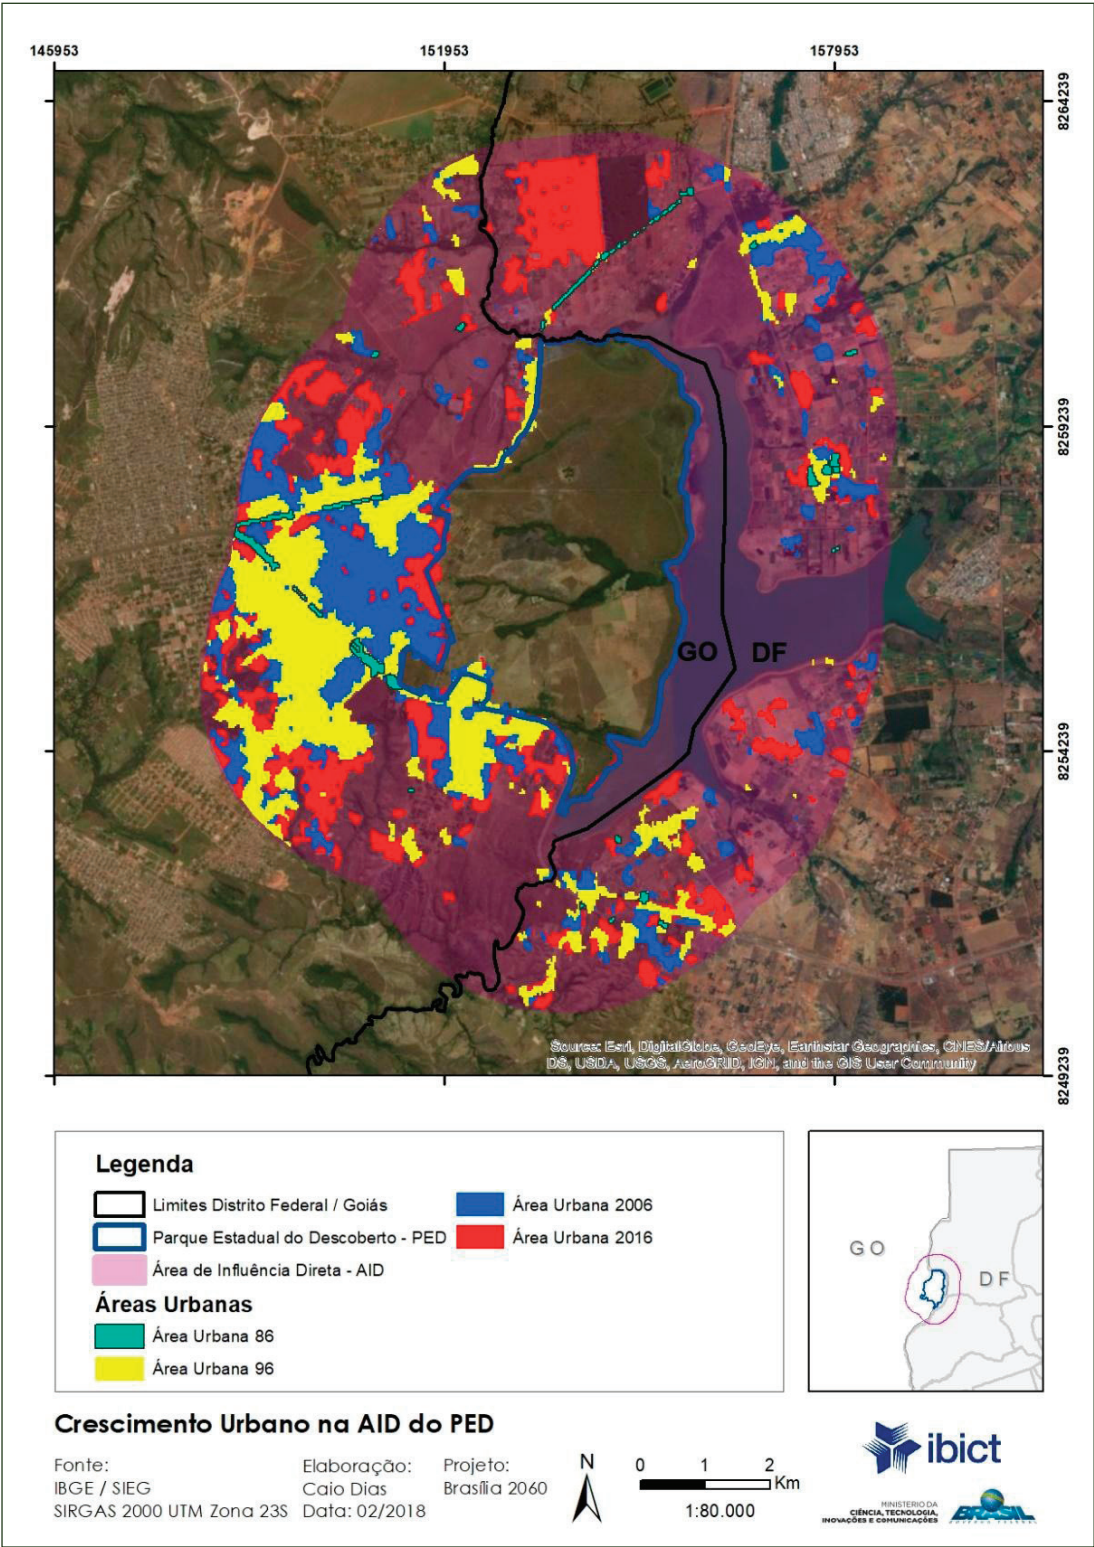 145953
151953
157953
8264239
8259239
GO DF
8254239
Source: Esri, DigitalGlobe, GeoEye, Earthstar Geographics, CNES/Airbus
DS, USDA, USGS, AeroGRID, IGN, and the GIS User Community
8249239
Legenda
Limites Distrito Federal / Goiás
Parque Estadual do Descoberto - PED
Área de Influência Direta - AID
Áreas Urbanas
Área Urbana 86
Área Urbana 96
Área Urbana 2006
Área Urbana 2016
GO
DF
Crescimento Urbano na AID do PED
Fonte:
IBGE / SIEG
SIRGAS 2000 UTM Zona 23S
Elaboração:
Caio Dias
Data: 02/2018
Projeto:
Brasília 2060
N
0 1 2
Km
1:80.000
ibict
MINISTÉRIO DA
CIÊNCIA, TECNOLOGIA,
INOVAÇÕES E COMUNICAÇÕES
BRASIL
GOVERNO FEDERAL